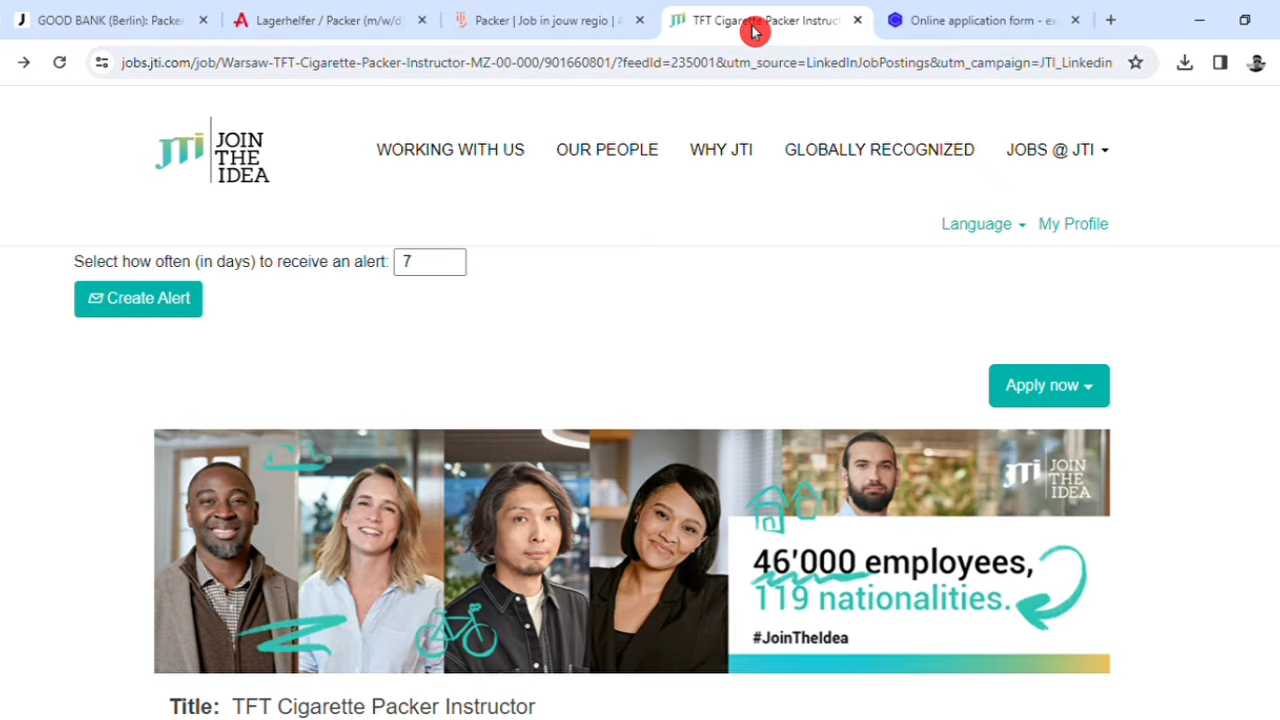 GOOD BANK (Berlin): Packe
Lagerhelfer / Packer (m/w/d
Packer | Job in jouw regio |
TFT Cigarette Packer Instruct
Online application form - ex
jobs.jti.com/job/Warsaw-TFT-Cigarette-Packer-Instructor-MZ-00-000/901660801/?feedId=235001&utm_source=LinkedInJobPostings&utm_campaign=JTI_Linkedin
JTi JOIN
THE
IDEA
WORKING WITH US
OUR PEOPLE
WHY JTI
GLOBALLY RECOGNIZED
JOBS @ JTI
Language
My Profile
Select how often (in days) to receive an alert: 7
Create Alert
Apply now
JTi JOIN
THE
IDEA
46'000 employees,
119 nationalities.
#JoinTheIdea
Title: TFT Cigarette Packer Instructor